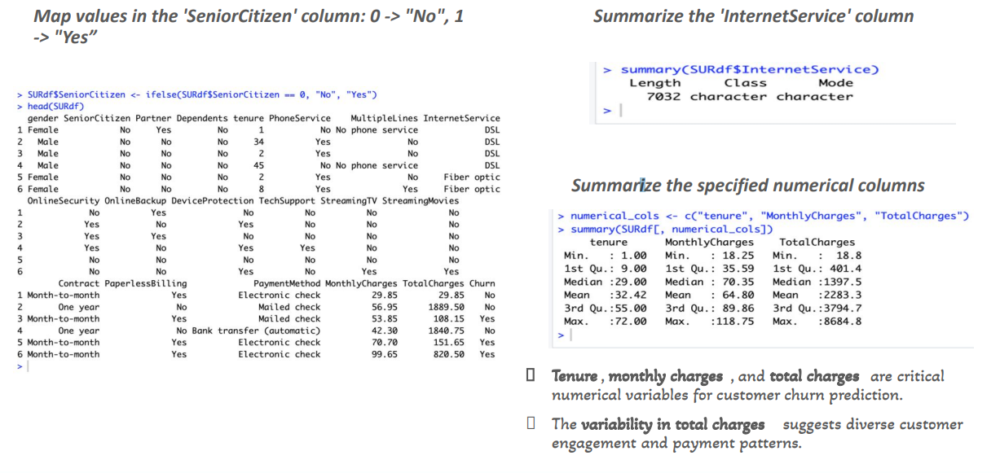 Map values in the 'SeniorCitizen' column: 0 -> "No", 1
-> "Yes”
> SURdf$SeniorCitizen <- ifelse(SURdf$SeniorCitizen == 0, "No", "Yes")
> head(SURdf)
gender SeniorCitizen Partner Dependents tenure PhoneService MultipleLines InternetService
1 Female No Yes No 1 No No phone service DSL
2 Male No No No 34 Yes No DSL
3 Male No No No 2 Yes No DSL
4 Male No No No 45 No No phone service DSL
5 Female No No No 2 Yes No Fiber optic
6 Female No No No 8 Yes Yes Fiber optic
OnlineSecurity OnlineBackup DeviceProtection TechSupport StreamingTV StreamingMovies
1 No Yes No No No No
2 Yes No Yes No No No
3 Yes Yes No No No No
4 Yes No Yes Yes No No
5 No No No No No No
6 No No Yes No Yes Yes
Contract PaperlessBilling PaymentMethod MonthlyCharges TotalCharges Churn
1 Month-to-month Yes Electronic check 29.85 29.85 No
2 One year No Mailed check 56.95 1889.50 No
3 Month-to-month Yes Mailed check 53.85 108.15 Yes
4 One year No Bank transfer (automatic) 42.30 1840.75 No
5 Month-to-month Yes Electronic check 70.70 151.65 Yes
6 Month-to-month Yes Electronic check 99.65 820.50 Yes
>
Summarize the 'InternetService' column
> summary(SURdf$InternetService)
Length Class Mode
7032 character character
>
Summarize the specified numerical columns
> numerical_cols <- c("tenure", "MonthlyCharges", "TotalCharges")
> summary(SURdf[, numerical_cols])
tenure MonthlyCharges TotalCharges
Min. : 1.00 Min. : 18.25 Min. : 18.8
1st Qu.: 9.00 1st Qu.: 35.59 1st Qu.: 401.4
Median :29.00 Median : 70.35 Median :1397.5
Mean :32.42 Mean : 64.80 Mean :2283.3
3rd Qu.:55.00 3rd Qu.: 89.86 3rd Qu.:3794.7
Max. :72.00 Max. :118.75 Max. :8684.8
>
Tenure , monthly charges , and total charges are critical
numerical variables for customer churn prediction.
The variability in total charges suggests diverse customer
engagement and payment patterns.